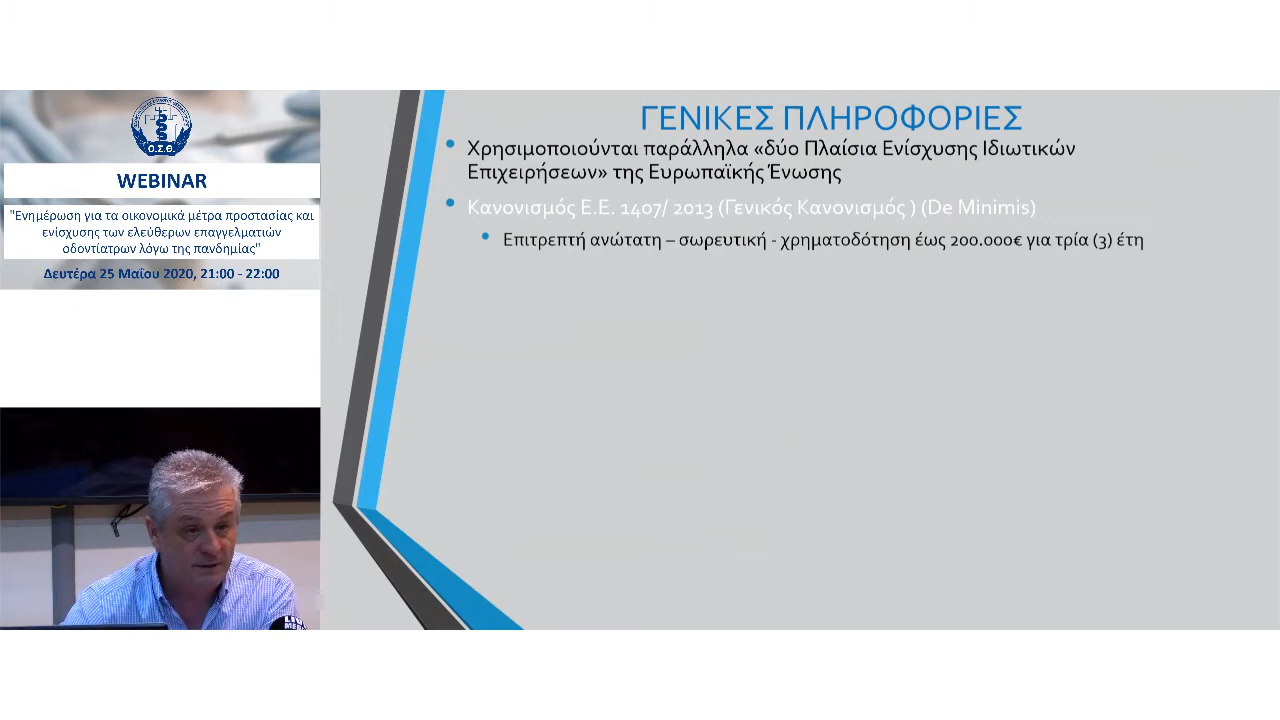 Ο.Σ.Θ.
WEBINAR
"Ενημέρωση για τα οικονομικά μέτρα προστασίας και
ενίσχυσης των ελεύθερων επαγγελματιών
οδοντίατρων λόγω της πανδημίας"
Δευτέρα 25 Μαΐου 2020, 21:00 - 22:00
ΓΕΝΙΚΕΣ ΠΛΗΡΟΦΟΡΙΕΣ
Χρησιμοποιούνται παράλληλα «δύο Πλαίσια Ενίσχυσης Ιδιωτικών
Επιχειρήσεων» της Ευρωπαϊκής Ένωσης
Κανονισμός Ε.Ε. 1407/ 2013 (Γενικός Κανονισμός ) (De Minimis)
Επιτρεπτή ανώτατη – σωρευτική - χρηματοδότηση έως 200.000€ για τρία (3) έτη